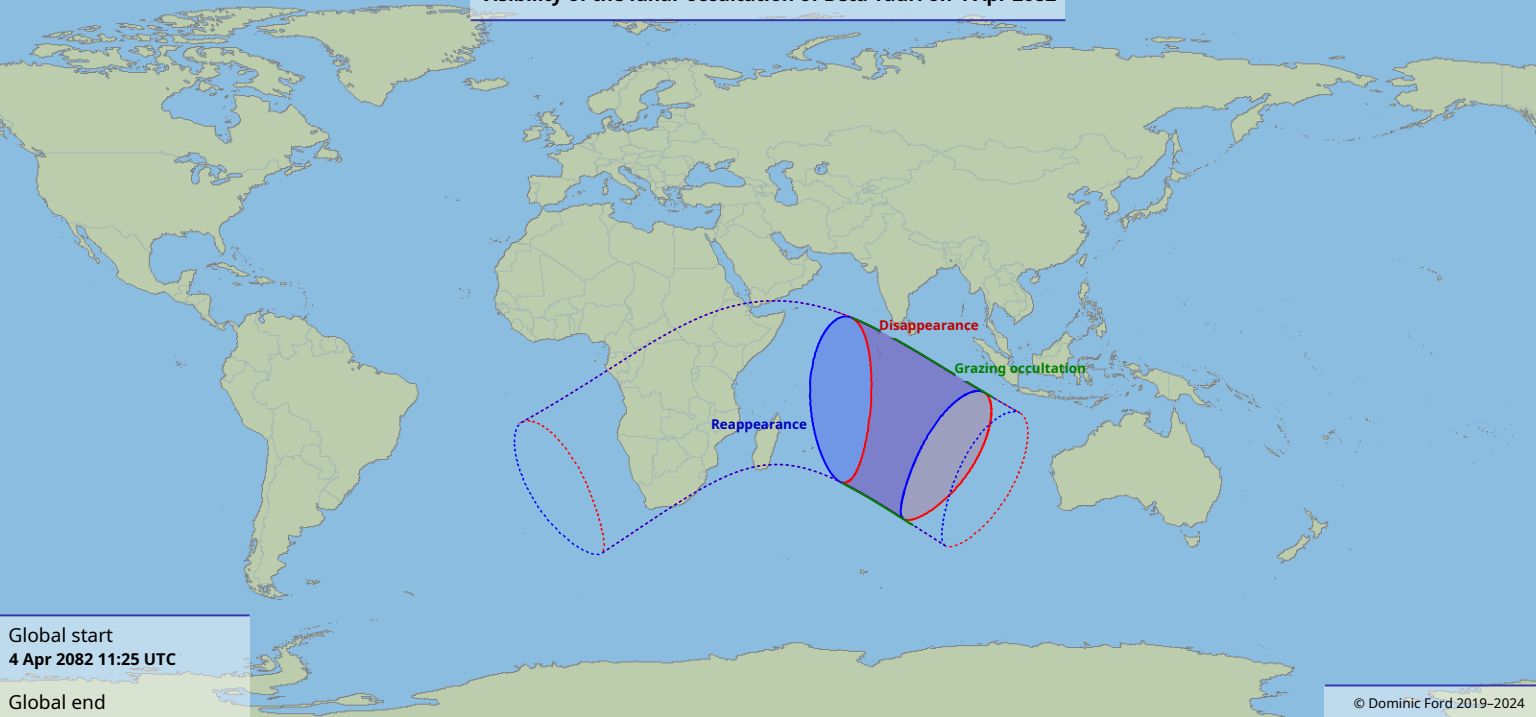 Disappearance
Grazing occultation
Reappearance
Global start
4 Apr 2082 11:25 UTC
Global end
© Dominic Ford 2019–2024